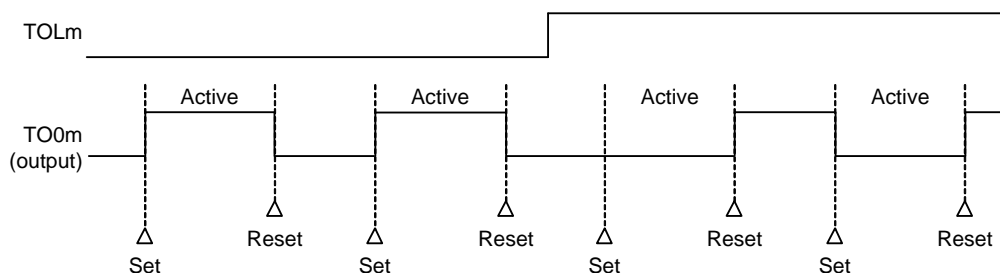 TOLm
Active
Active
Active
Active
TO0m
(output)
Reset
Reset
Reset
Reset
Set
Set
Set
Set